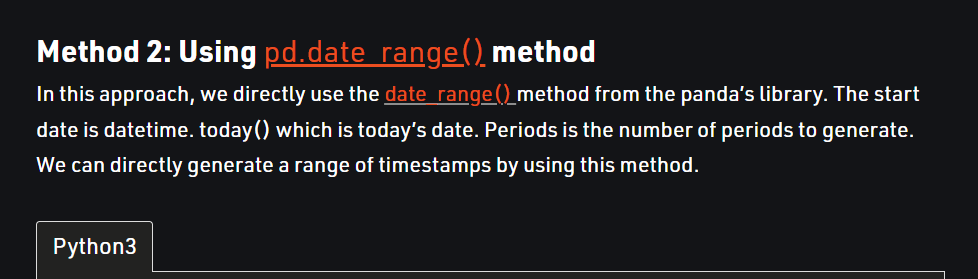 Method 2: Using pd.date_range() method
In this approach, we directly use the date_range() method from the panda's library. The start
date is datetime. today() which is today's date. Periods is the number of periods to generate.
We can directly generate a range of timestamps by using this method.
Python3